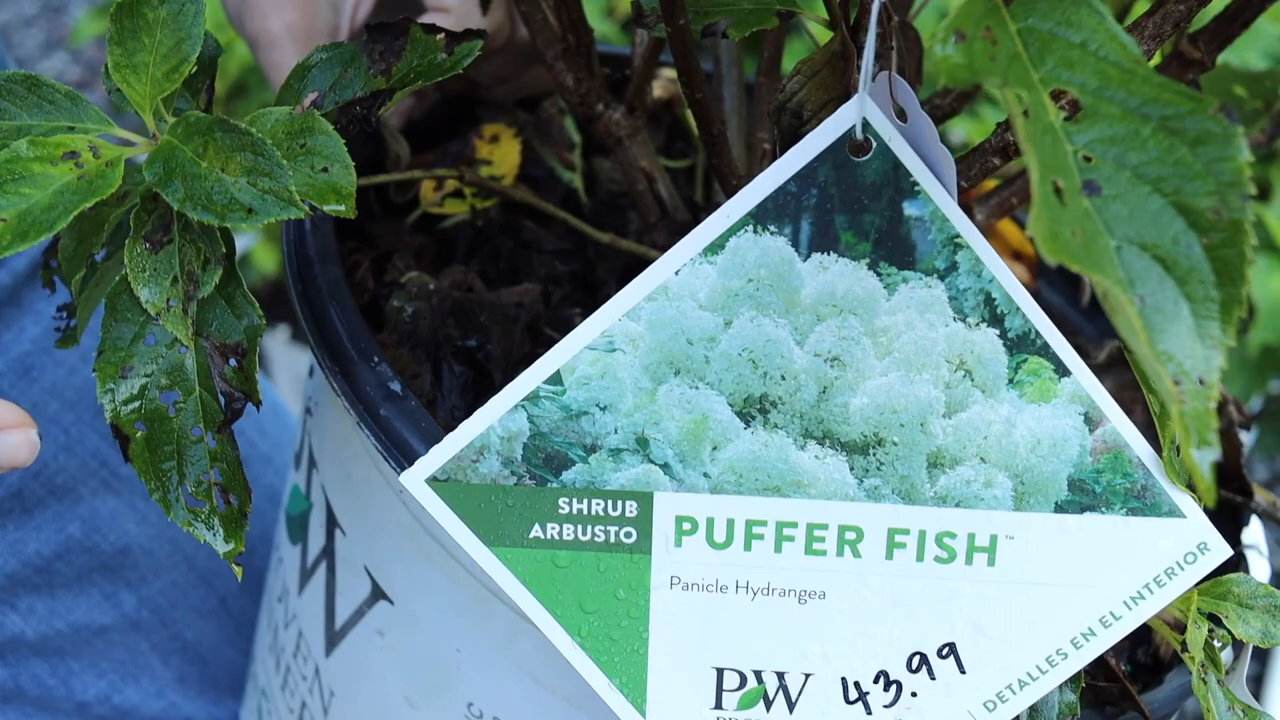 SHRUB
ARBUSTO
PUFFER FISH™
Panicle Hydrangea
PW
43.99
DETALLES EN EL INTERIOR
W